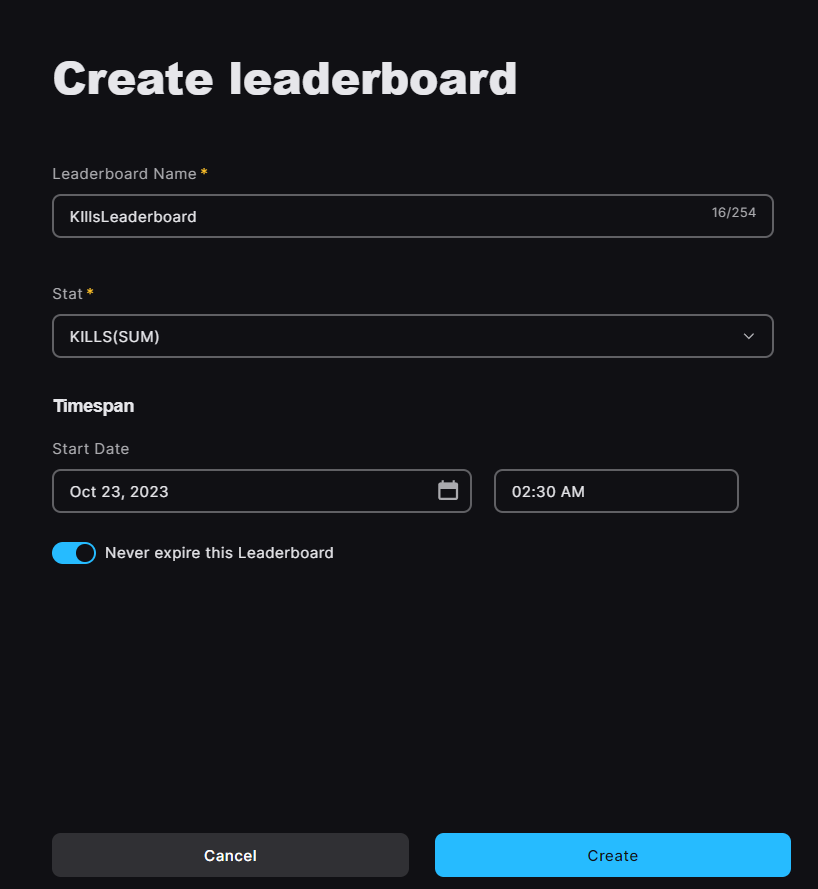 Create leaderboard
Leaderboard Name *
KIllsLeaderboard 16/254
Stat *
KILLS(SUM)
Timespan
Start Date
Oct 23, 2023 02:30 AM
Never expire this Leaderboard
Cancel Create